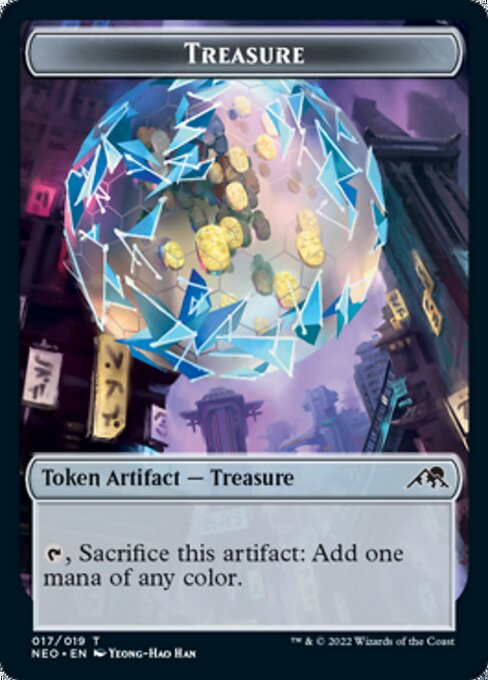 Treasure
Token Artifact — Treasure
, Sacrifice this artifact: Add one
mana of any color.
017/019 T
NEO • EN Yeong-Hao Han
™ & © 2022 Wizards of the Coast